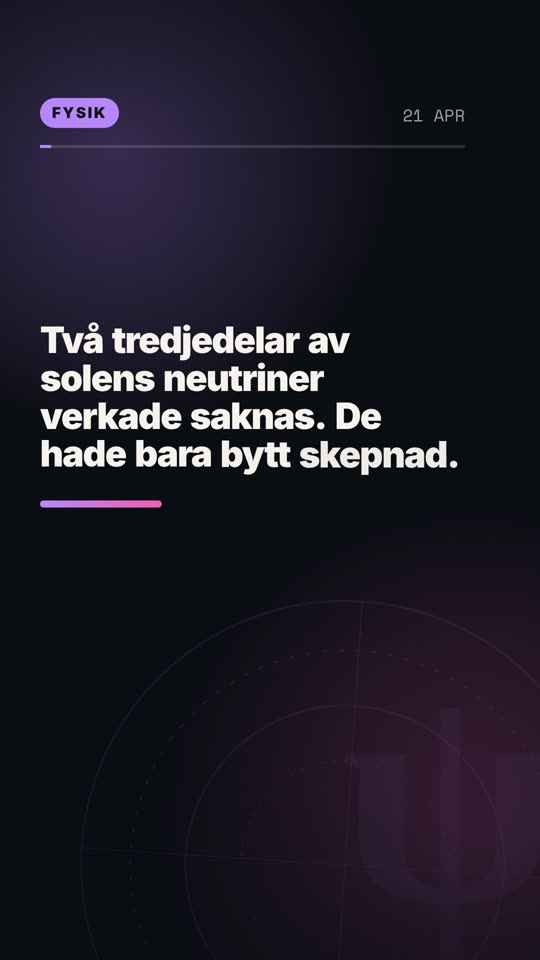 FYSIK
21 APR
Två tredjedelar av
solens neutriner
verkade saknas. De
hade bara bytt skepnad.
ψ